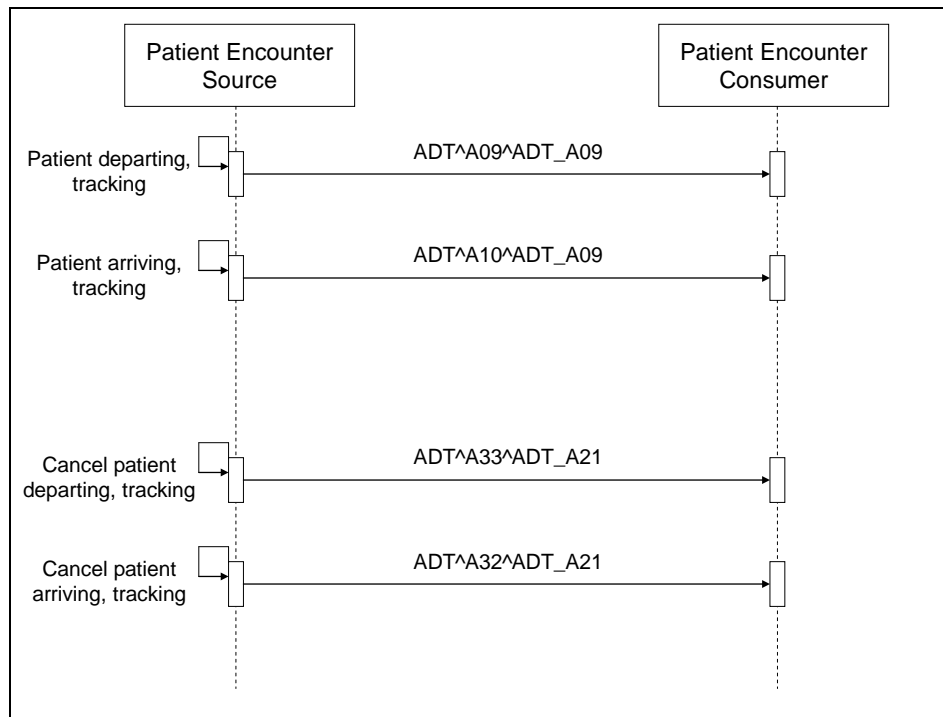 Patient Encounter
Source
Patient Encounter
Consumer
Patient departing,
tracking
ADT^A09^ADT_A09
Patient arriving,
tracking
ADT^A10^ADT_A09
Cancel patient
departing, tracking
ADT^A33^ADT_A21
Cancel patient
arriving, tracking
ADT^A32^ADT_A21